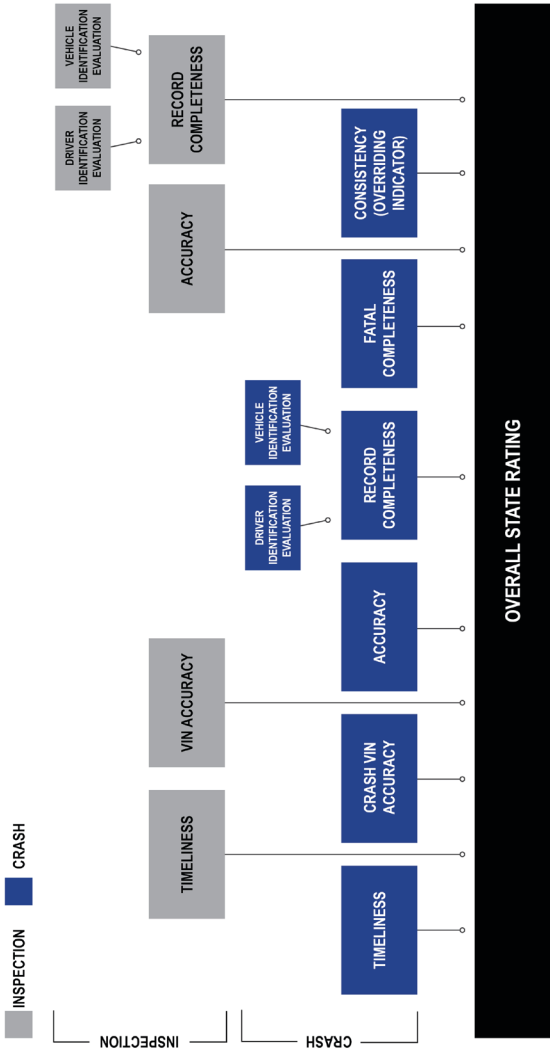 INSPECTION
CRASH
INSPECTION
TIMELINESS
VIN ACCURACY
ACCURACY
RECORD
COMPLETENESS
DRIVER
IDENTIFICATION
EVALUATION
VEHICLE
IDENTIFICATION
EVALUATION
CRASH
TIMELINESS
CRASH VIN
ACCURACY
ACCURACY
RECORD
COMPLETENESS
DRIVER
IDENTIFICATION
EVALUATION
VEHICLE
IDENTIFICATION
EVALUATION
FATAL
COMPLETENESS
CONSISTENCY
(OVERRIDING
INDICATOR)
OVERALL STATE RATING